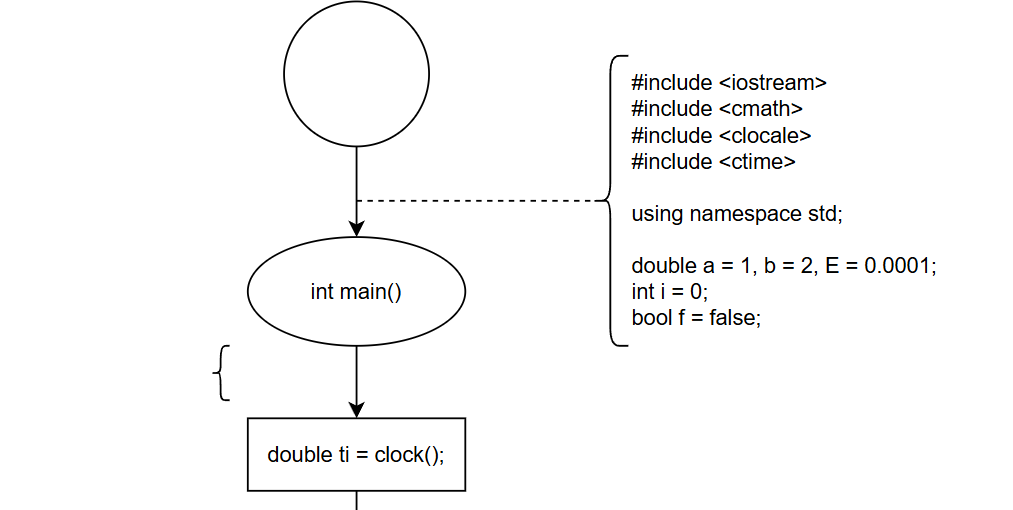 #include <iostream>
#include <cmath>
#include <clocale>
#include <ctime>
using namespace std;
double a = 1, b = 2, E = 0.0001;
int i = 0;
bool f = false;
int main()
double ti = clock();